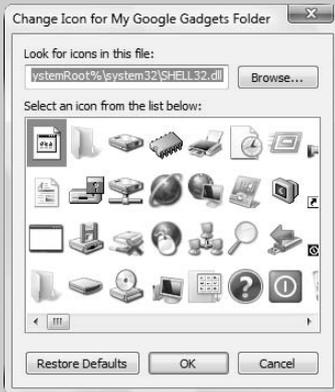 Change Icon for My Google Gadgets Folder
Look for icons in this file:
ystemRoot%\system32\SHELL32.dll
Browse...
Select an icon from the list below:
Restore Defaults
OK
Cancel